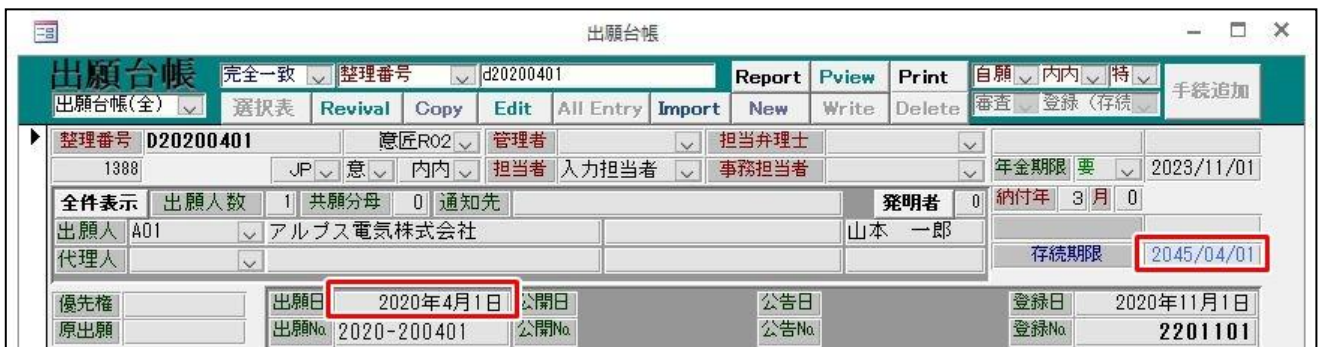 出願台帳
出願台帳 完全一致 整理番号 d20200401 Report Pview Print 自願 内内 特 手続追加
出願台帳(全) 選択表 Revival Copy Edit All Entry Import New Write Delete 審査 登録 (存続
整理番号 D20200401 意匠R02 管理者 担当弁理士
1388 JP 意 内内 担当者 入力担当者 事務担当者 年金期限 要 2023/11/01
全件表示 出願人数 1 共願分母 0 通知先 発明者 0 納付年 3 月 0
出願人 A01 アルプス電気株式会社 山本 一郎
代理人 存続期限 2045/04/01
優先権 出願日 2020年4月1日 公開日 公告日 登録日 2020年11月1日
原出願 出願No. 2020-200401 公開No. 公告No. 登録No. 2201101